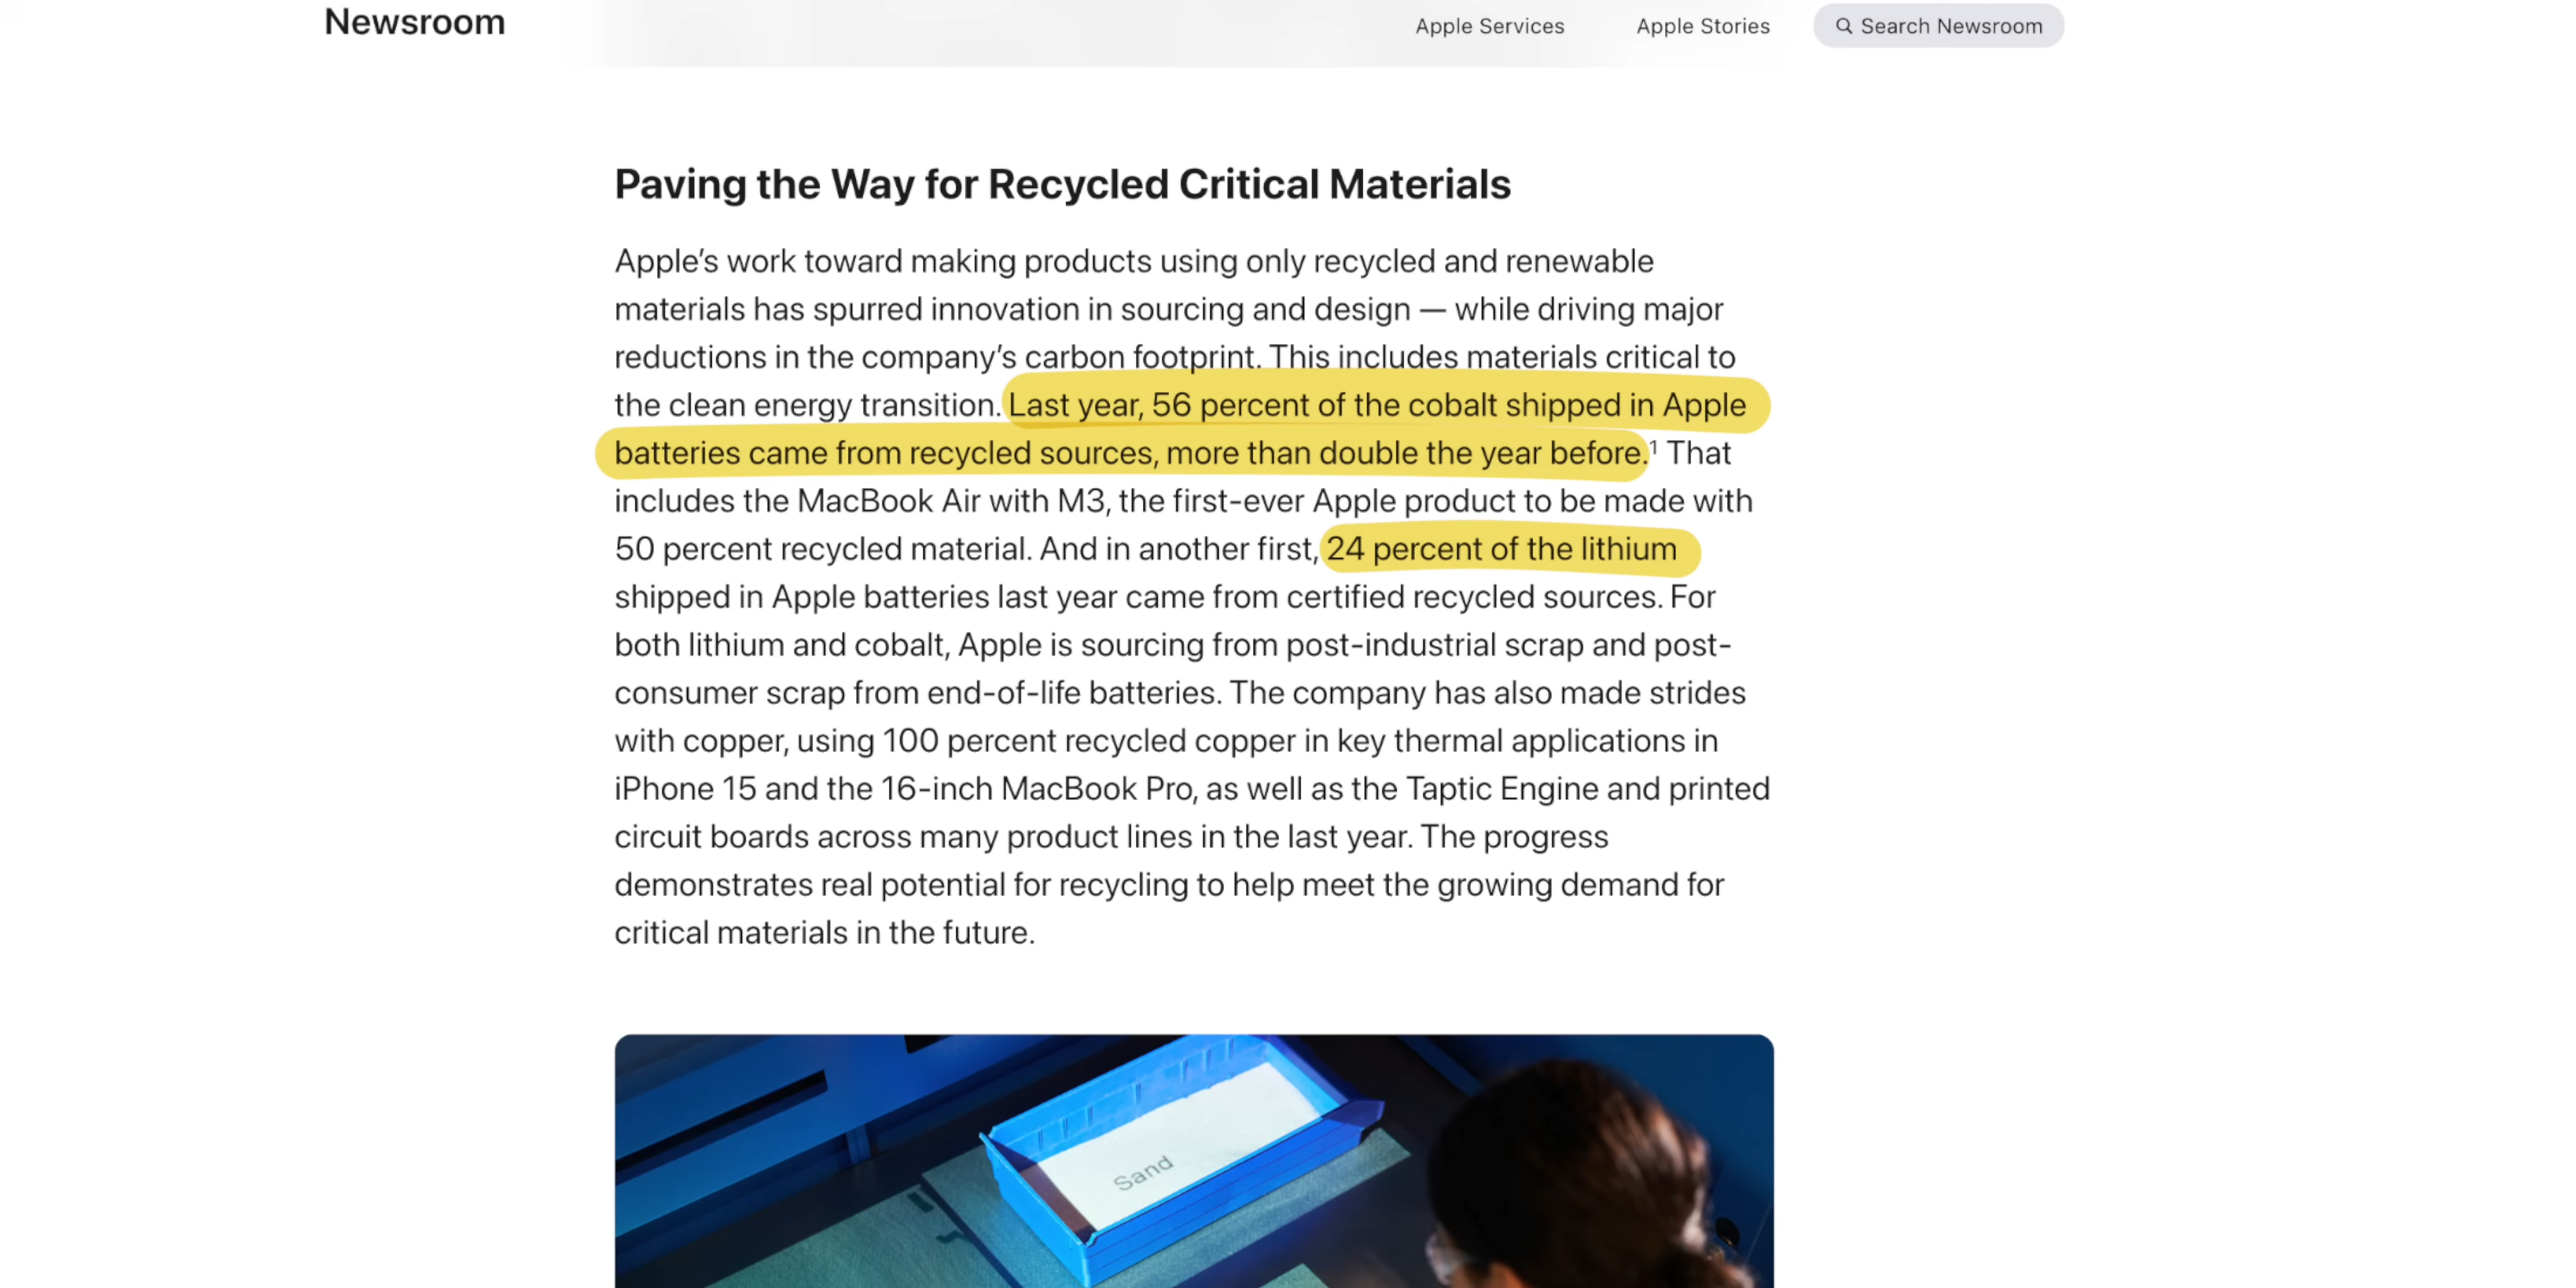 Newsroom
Apple Services
Apple Stories
Search Newsroom
Paving the Way for Recycled Critical Materials
Apple’s work toward making products using only recycled and renewable
materials has spurred innovation in sourcing and design — while driving major
reductions in the company’s carbon footprint. This includes materials critical to
the clean energy transition. Last year, 56 percent of the cobalt shipped in Apple
batteries came from recycled sources, more than double the year before.¹ That
includes the MacBook Air with M3, the first-ever Apple product to be made with
50 percent recycled material. And in another first, 24 percent of the lithium
shipped in Apple batteries last year came from certified recycled sources. For
both lithium and cobalt, Apple is sourcing from post-industrial scrap and post-
consumer scrap from end-of-life batteries. The company has also made strides
with copper, using 100 percent recycled copper in key thermal applications in
iPhone 15 and the 16-inch MacBook Pro, as well as the Taptic Engine and printed
circuit boards across many product lines in the last year. The progress
demonstrates real potential for recycling to help meet the growing demand for
critical materials in the future.
Sand